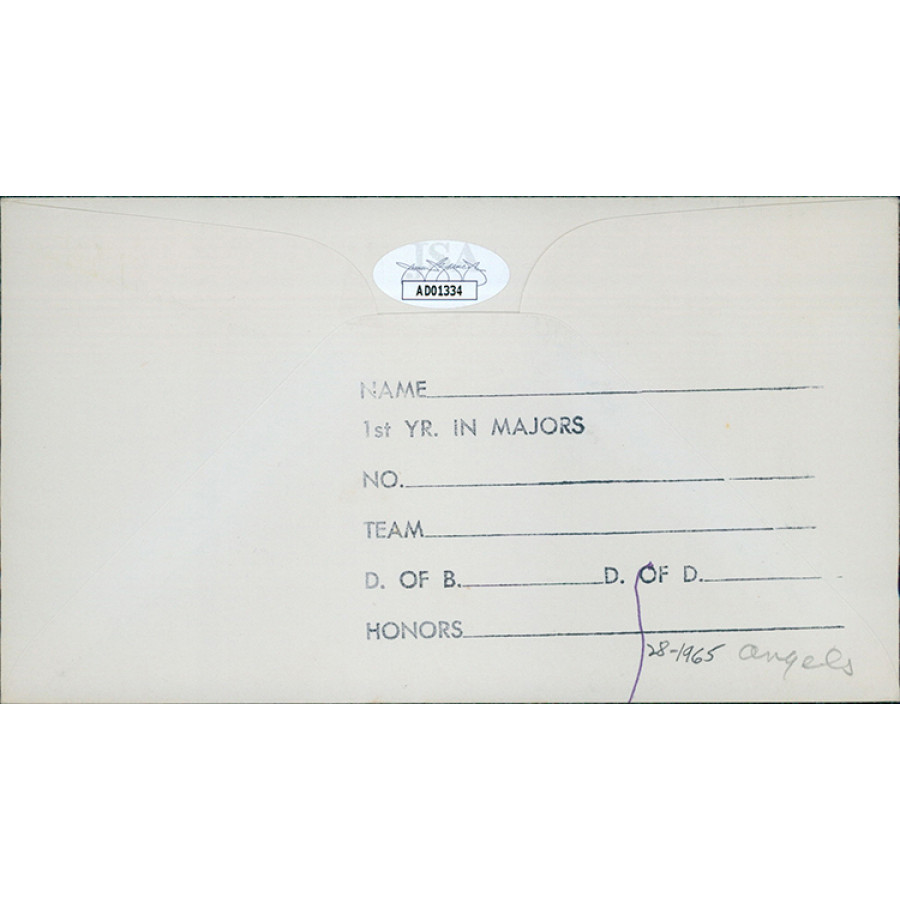 JSA
AD01334
NAME
1st YR. IN MAJORS
NO.
TEAM
D. OF B. D. OF D.
HONORS
28-1965 angels